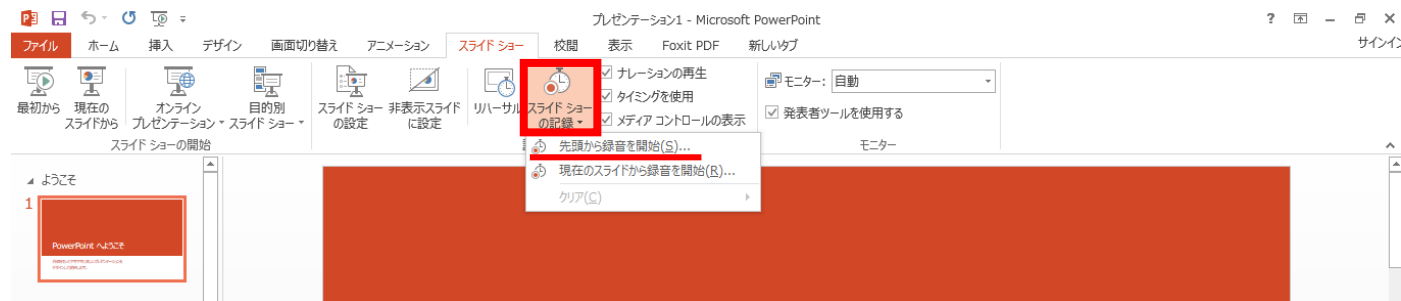 プレゼンテーション1 - Microsoft PowerPoint
ファイル ホーム 挿入 デザイン 画面切り替え アニメーション スライド ショー 校閲 表示 Foxit PDF 新しいタブ サインイン
最初から
現在の
スライドから
オンライン
プレゼンテーション
目的別
スライド ショー
スライド ショー
の設定
非表示スライド
に設定
リハーサル
スライド ショー
の記録
ナレーションの再生
タイミングを使用
メディア コントロールの表示
モニター: 自動
発表者ツールを使用する
スライド ショーの開始
モニター
先頭から録音を開始(S)...
現在のスライドから録音を開始(R)...
クリア(C)
ようこそ
1
PowerPoint へようこそ